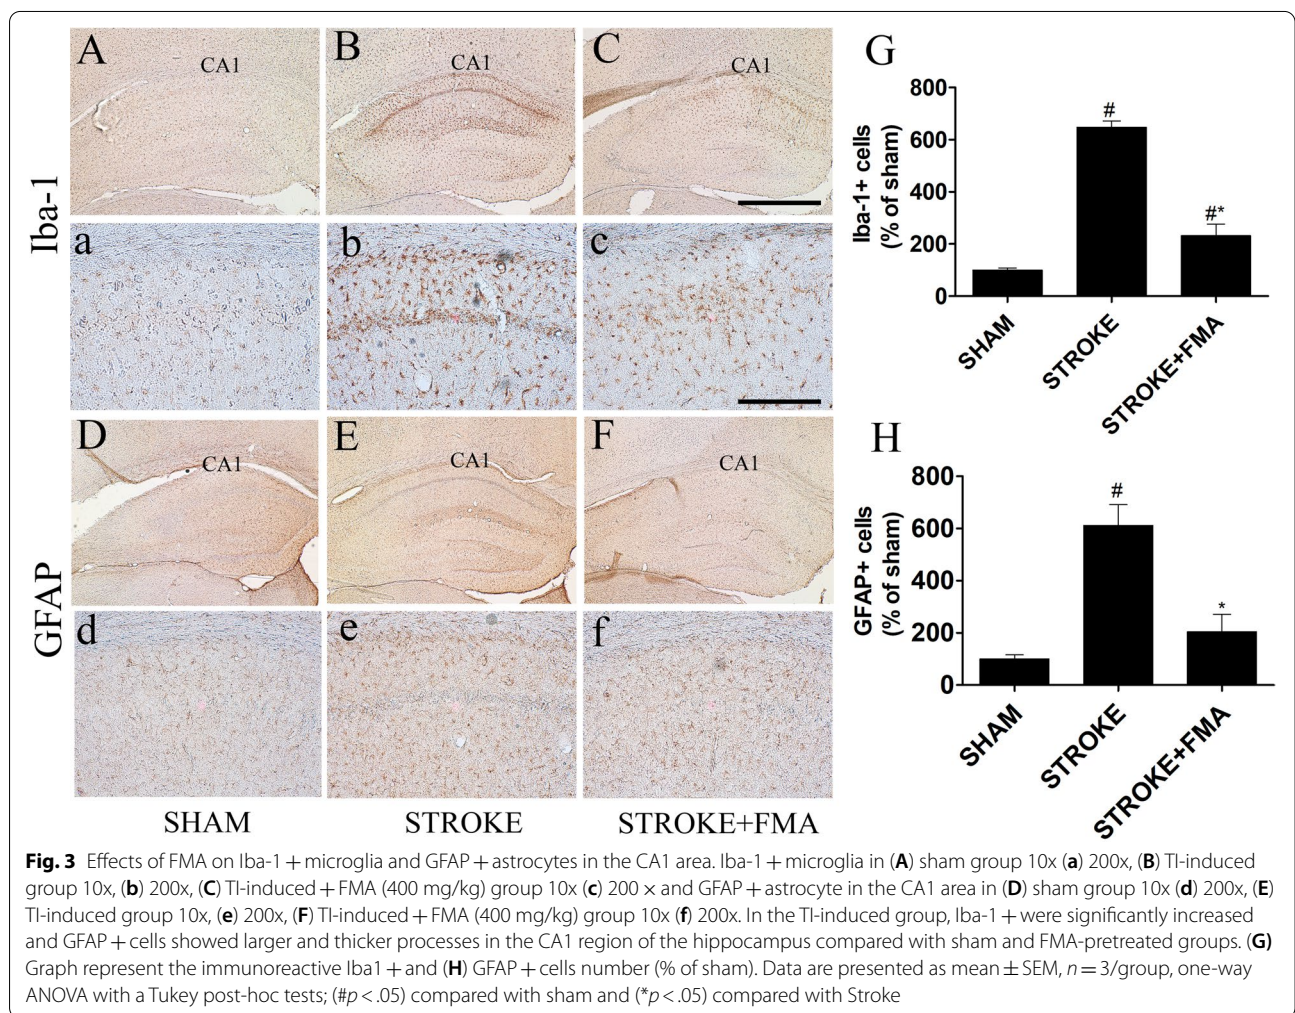 A
CA1
B
CA1
C
CA1
Iba-1
a
b
c
D
CA1
E
CA1
F
CA1
GFAP
d
e
f
SHAM
STROKE
STROKE+FMA
G
Iba-1+ cells
(% of sham)
800
600
400
200
0
#
#*
SHAM
STROKE
STROKE+FMA
H
GFAP+ cells
(% of sham)
800
600
400
200
0
#
*
SHAM
STROKE
STROKE+FMA
Fig. 3 Effects of FMA on Iba-1 + microglia and GFAP + astrocytes in the CA1 area. Iba-1 + microglia in (A) sham group 10x (a) 200x, (B) TI-induced
group 10x, (b) 200x, (C) TI-induced + FMA (400 mg/kg) group 10x (c) 200 × and GFAP + astrocyte in the CA1 area in (D) sham group 10x (d) 200x, (E)
TI-induced group 10x, (e) 200x, (F) TI-induced + FMA (400 mg/kg) group 10x (f) 200x. In the TI-induced group, Iba-1 + were significantly increased
and GFAP + cells showed larger and thicker processes in the CA1 region of the hippocampus compared with sham and FMA-pretreated groups. (G)
Graph represent the immunoreactive Iba1 + and (H) GFAP + cells number (% of sham). Data are presented as mean ± SEM, n = 3/group, one-way
ANOVA with a Tukey post-hoc tests; (#p < .05) compared with sham and (*p < .05) compared with Stroke